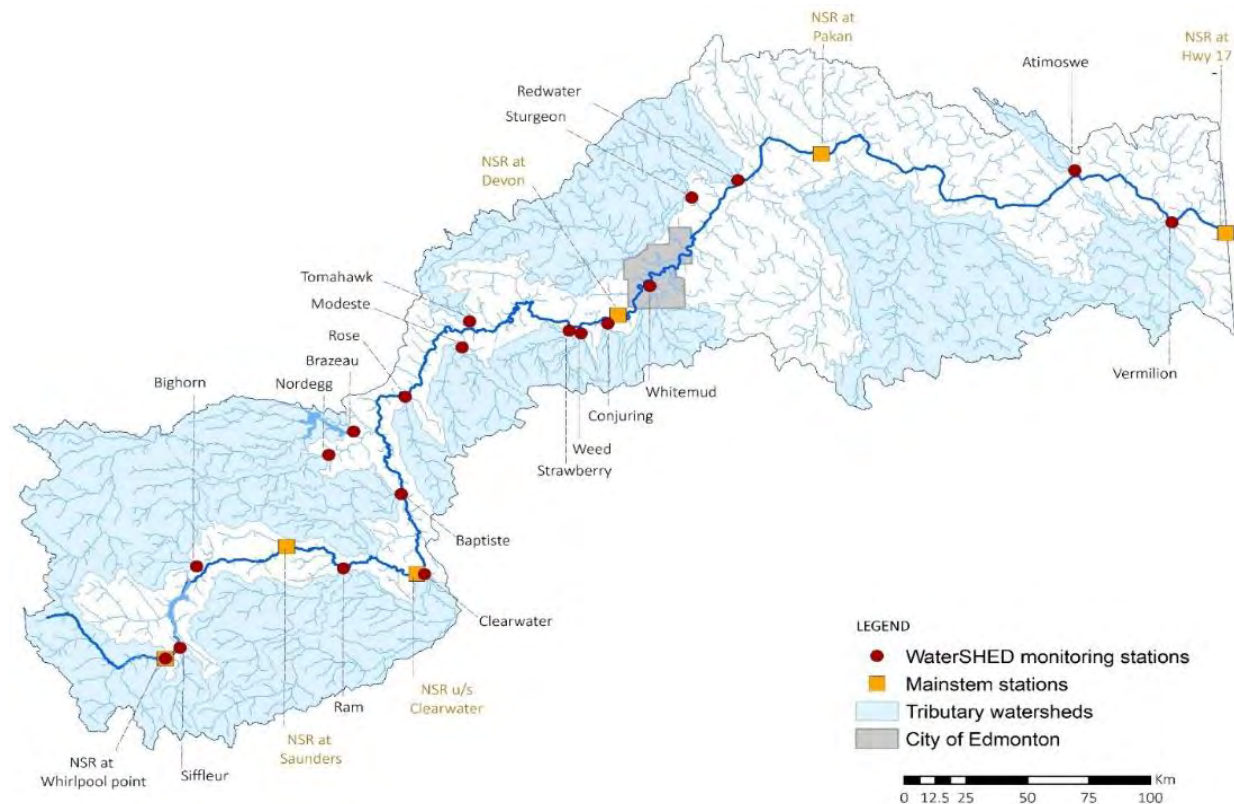 NSR at
Pakan
NSR at
Hwy 17
Atimoswe
Redwater
Sturgeon
NSR at
Devon
Tomahawk
Modeste
Rose
Brazeau
Bighorn
Nordegg
Whitemud
Vermilion
Conjuring
Weed
Strawberry
Baptiste
Clearwater
NSR u/s
Clearwater
Ram
NSR at
Saunders
NSR at
Whirlpool point
Siffleur
LEGEND
WaterSHED monitoring stations
Mainstem stations
Tributary watersheds
City of Edmonton
Km
0 12.5 25 50 75 100